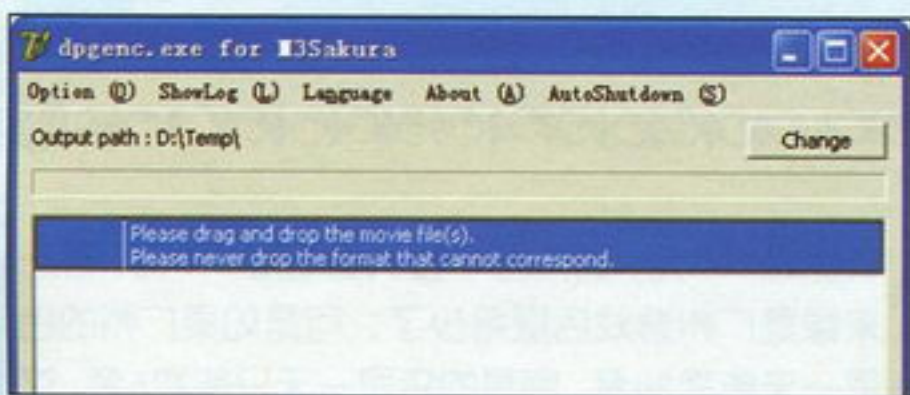 dpgenc.exe for M3Sakura
Option (O) ShowLog (L) Language About (A) AutoShutdown (S)
Output path : D:\Temp\
Change
Please drag and drop the movie file(s).
Please never drop the format that cannot correspond.